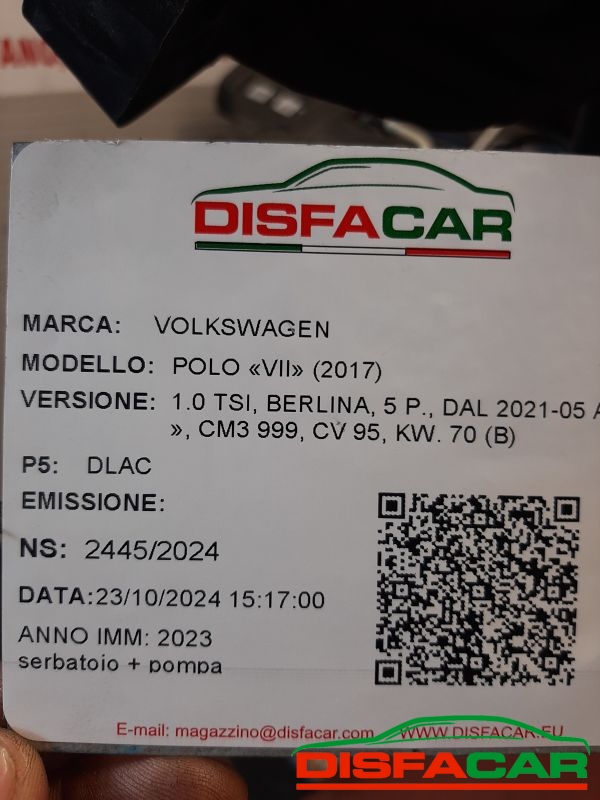 DISFACAR
MARCA: VOLKSWAGEN
MODELLO: POLO «VII» (2017)
VERSIONE: 1.0 TSI, BERLINA, 5 P., DAL 2021-05 A
», CM3 999, CV 95, KW. 70 (B)
P5: DLAC
EMISSIONE:
NS: 2445/2024
DATA:23/10/2024 15:17:00
ANNO IMM: 2023
serbatoio + pompa
E-mail: magazzino@disfacar.com WWW.DISFACAR.EU
DISFACAR